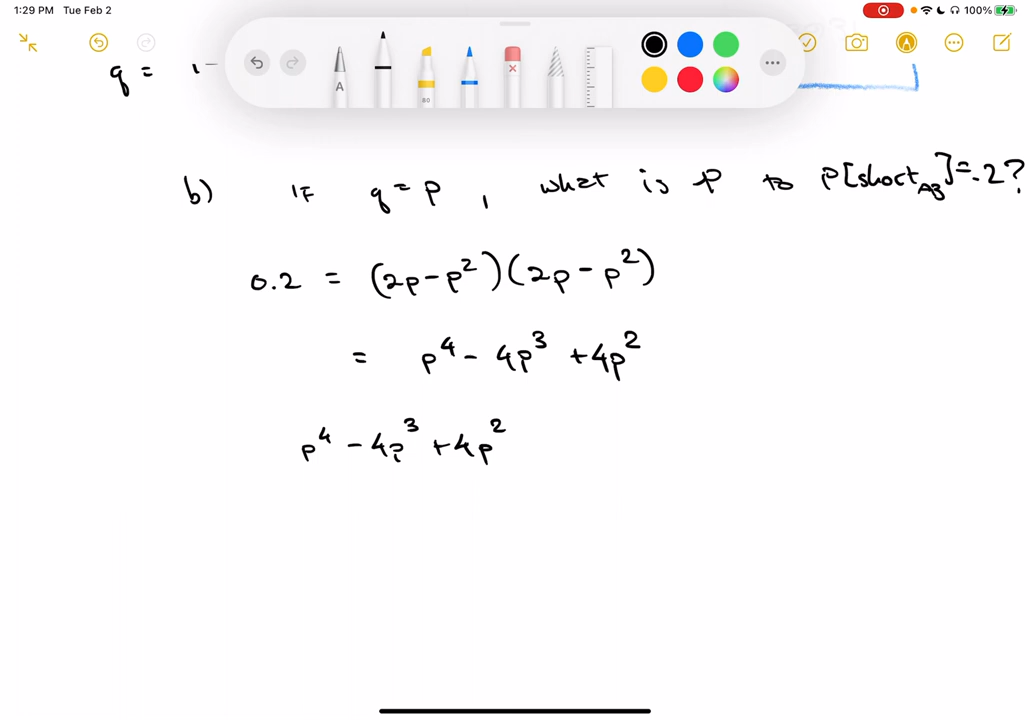 1:29 PM Tue Feb 2 100%
A 80
q = 1-
b) IF q = p , what is p to P[short_AB] = .2?
0.2 = (2p - p²)(2p - p²)
= p⁴ - 4p³ + 4p²
p⁴ - 4p³ + 4p²